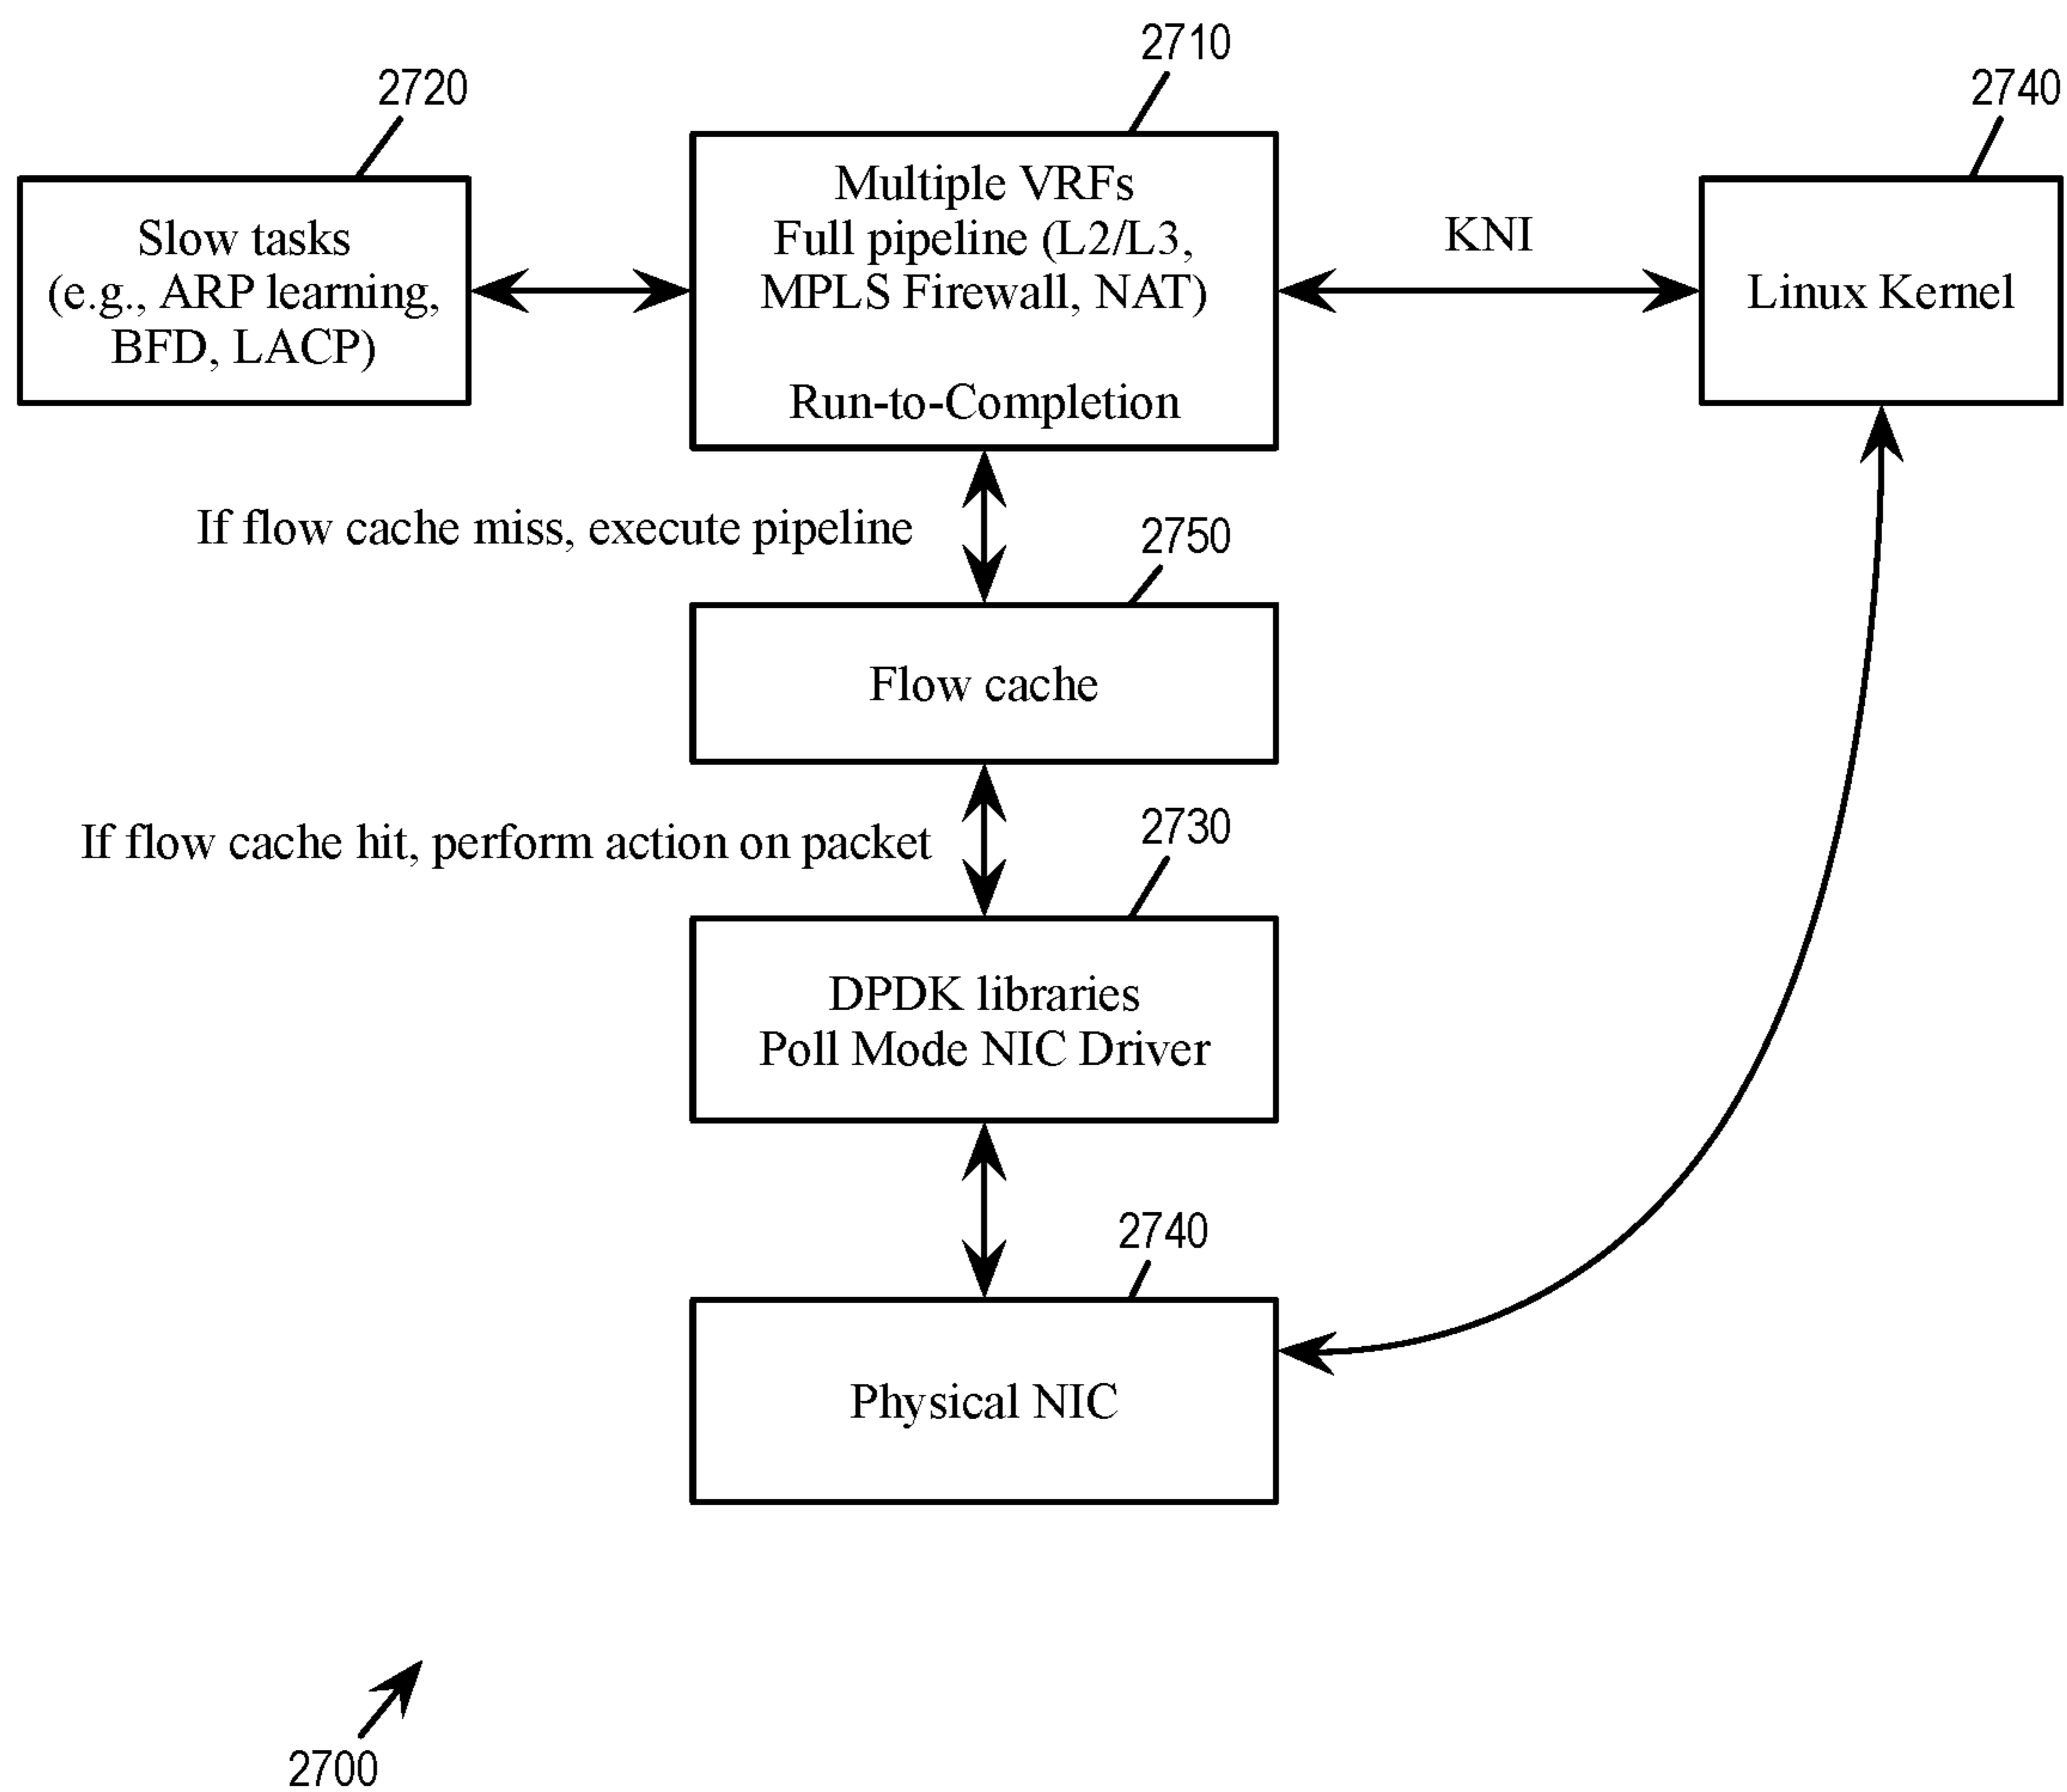 2710
2720
2740
Multiple VRFs
Full pipeline (L2/L3,
MPLS Firewall, NAT)
Run-to-Completion
Slow tasks
(e.g., ARP learning,
BFD, LACP)
KNI
Linux Kernel
If flow cache miss, execute pipeline
2750
Flow cache
If flow cache hit, perform action on packet
2730
DPDK libraries
Poll Mode NIC Driver
2740
Physical NIC
2700